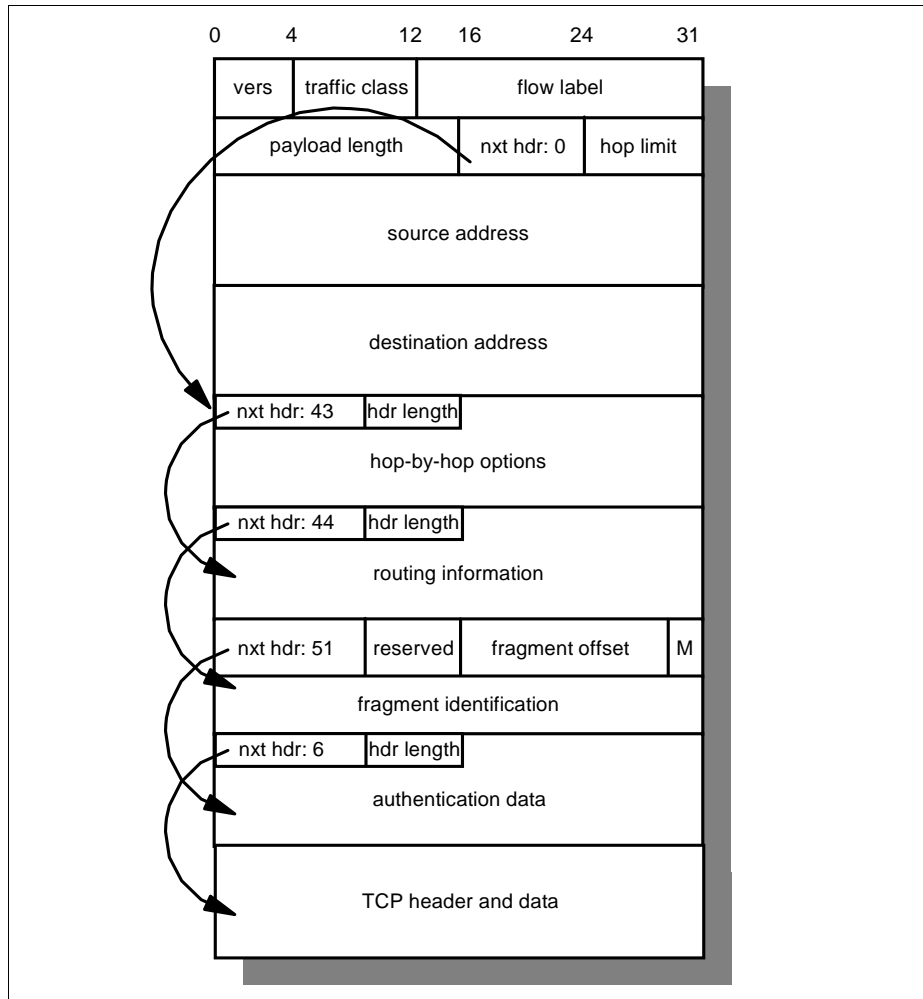 0 4 12 16 24 31
vers traffic class flow label
payload length nxt hdr: 0 hop limit
source address
destination address
nxt hdr: 43 hdr length
hop-by-hop options
nxt hdr: 44 hdr length
routing information
nxt hdr: 51 reserved fragment offset M
fragment identification
nxt hdr: 6 hdr length
authentication data
TCP header and data